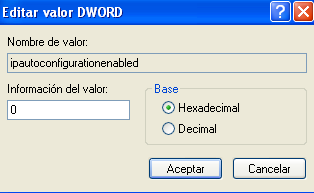 Editar valor DWORD
Nombre de valor:
ipautoconfigurationenabled
Información del valor:
0
Base
Hexadecimal
Decimal
Aceptar
Cancelar